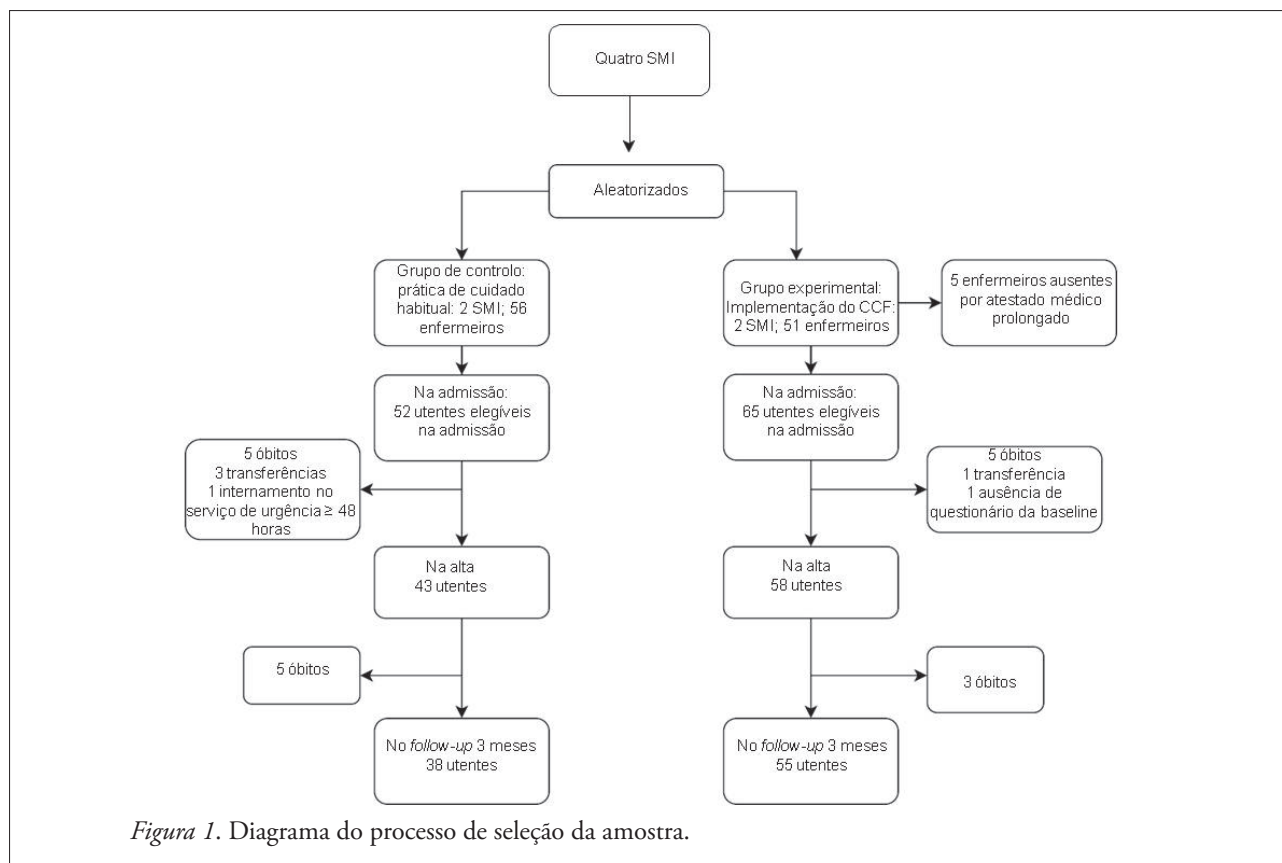 Quatro SMI
Aleatorizados
Grupo de controlo:
prática de cuidado
habitual: 2 SMI; 56
enfermeiros
Grupo experimental:
Implementação do CCF:
2 SMI; 51 enfermeiros
5 enfermeiros ausentes
por atestado médico
prolongado
Na admissão:
52 utentes elegíveis
na admissão
Na admissão:
65 utentes elegíveis
na admissão
5 óbitos
3 transferências
1 internamento no
serviço de urgência ≥ 48
horas
5 óbitos
1 transferência
1 ausência de
questionário da baseline
Na alta
43 utentes
Na alta
58 utentes
5 óbitos
3 óbitos
No follow-up 3 meses
38 utentes
No follow-up 3 meses
55 utentes
Figura 1. Diagrama do processo de seleção da amostra.